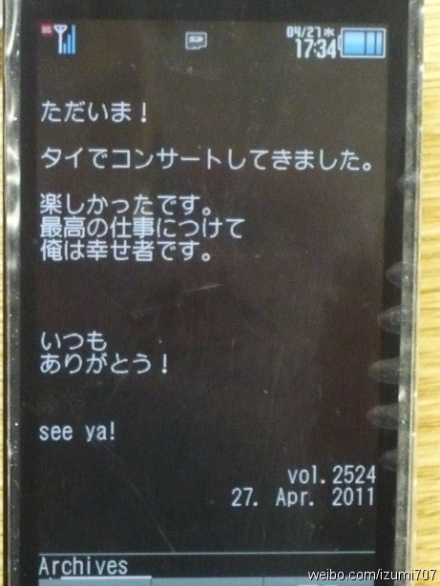 04/27水
17:34
ただいま！
タイでコンサートしてきました。
楽しかったです。
最高の仕事につけて
俺は幸せ者です。
いつも
ありがとう！
see ya!
vol.2524
27. Apr. 2011
Archives
weibo.com/izumi707